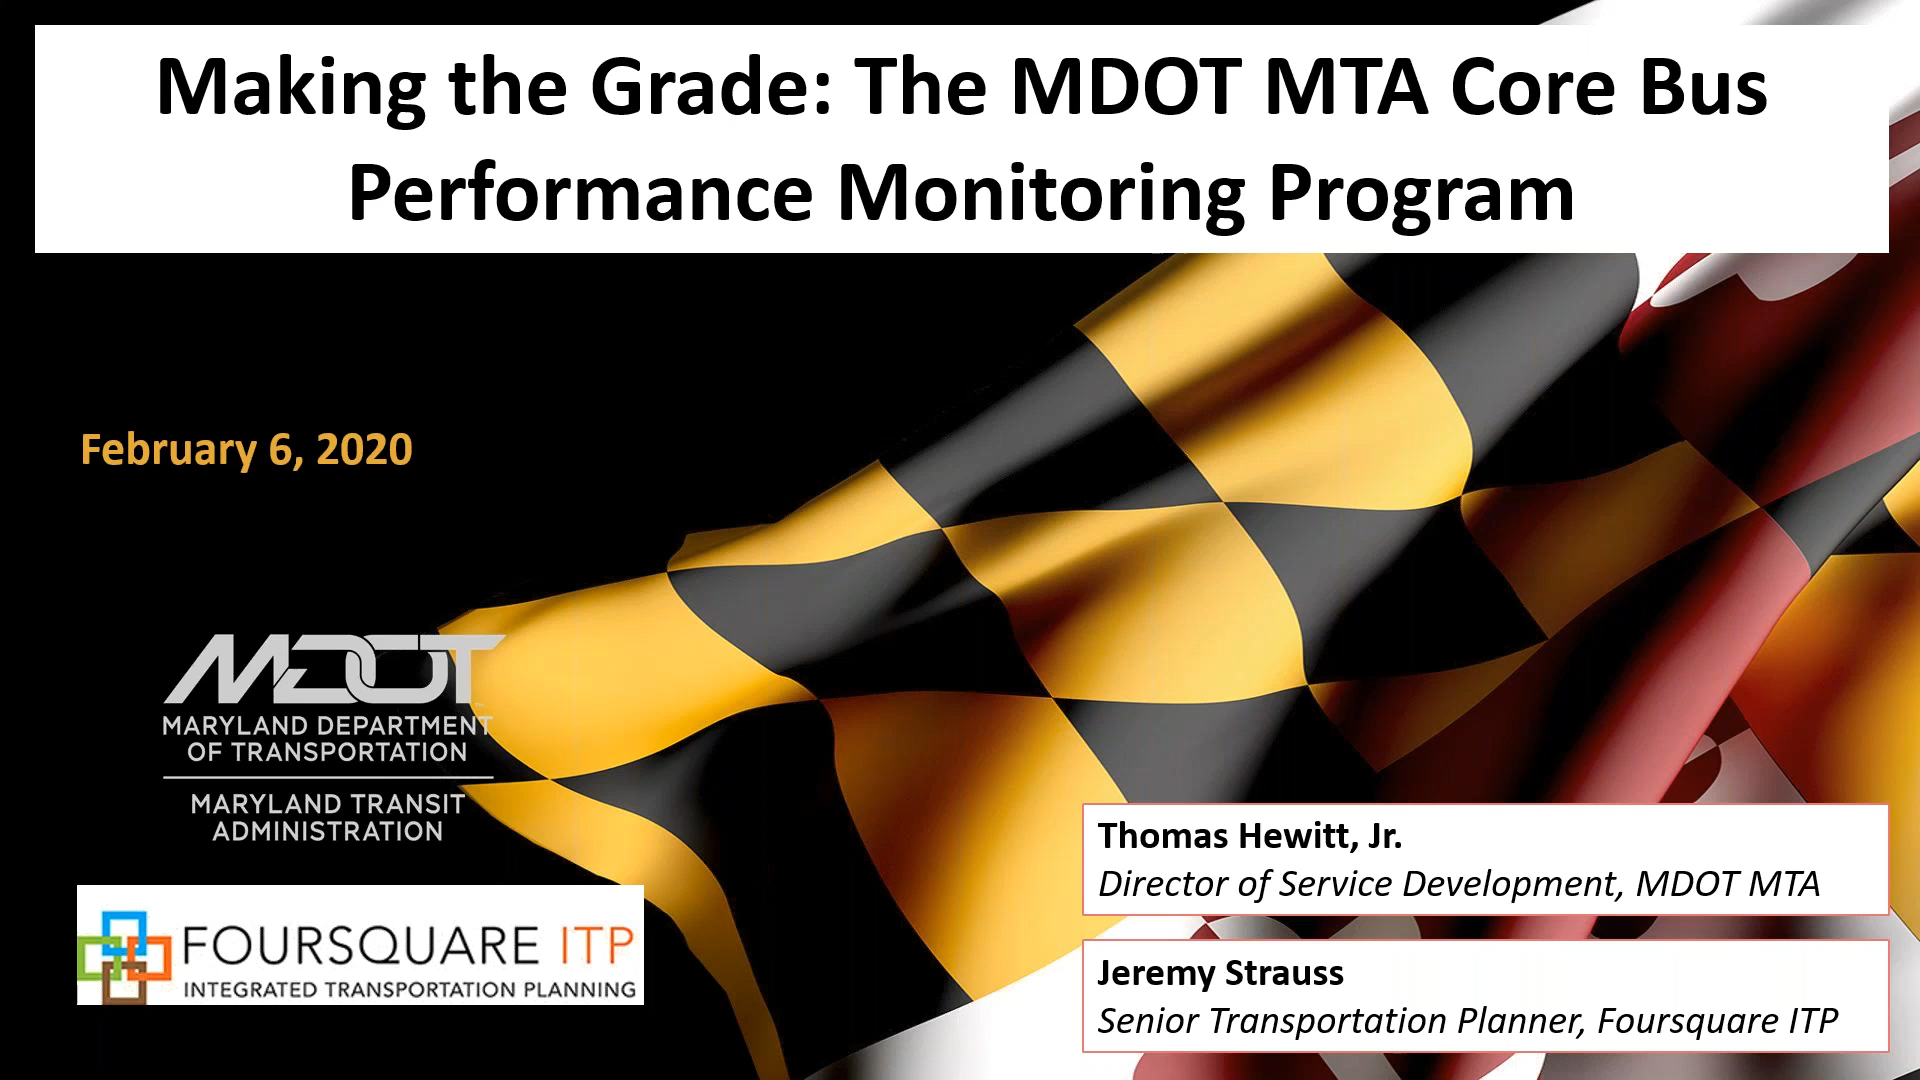 Making the Grade: The MDOT MTA Core Bus
Performance Monitoring Program
February 6, 2020
MDOT
MARYLAND DEPARTMENT
OF TRANSPORTATION
MARYLAND TRANSIT
ADMINISTRATION
FOURSQUARE ITP
INTEGRATED TRANSPORTATION PLANNING
Thomas Hewitt, Jr.
Director of Service Development, MDOT MTA
Jeremy Strauss
Senior Transportation Planner, Foursquare ITP